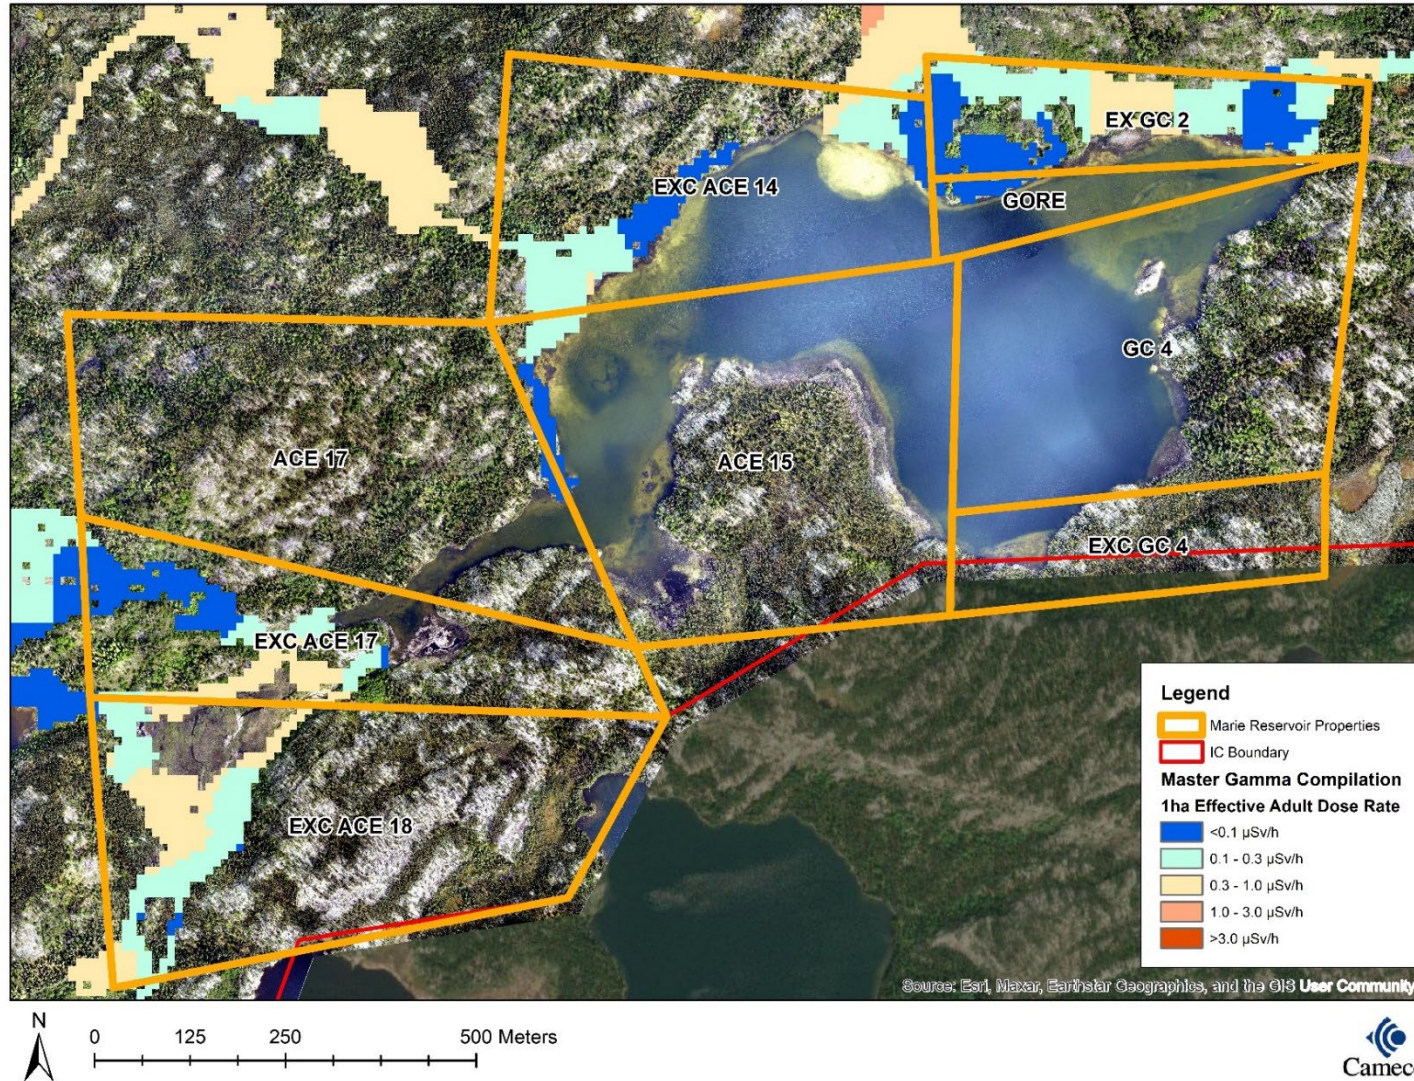 EX GC 2
EXC ACE 14
GORE
GC 4
ACE 17
ACE 15
EXC GC 4
EXC ACE 17
EXC ACE 18
Legend
Marie Reservoir Properties
IC Boundary
Master Gamma Compilation
1ha Effective Adult Dose Rate
<0.1 µSv/h
0.1 - 0.3 µSv/h
0.3 - 1.0 µSv/h
1.0 - 3.0 µSv/h
>3.0 µSv/h
Source: Esri, Maxar, Earthstar Geographics, and the GIS User Community
N
0 125 250 500 Meters
Cameco